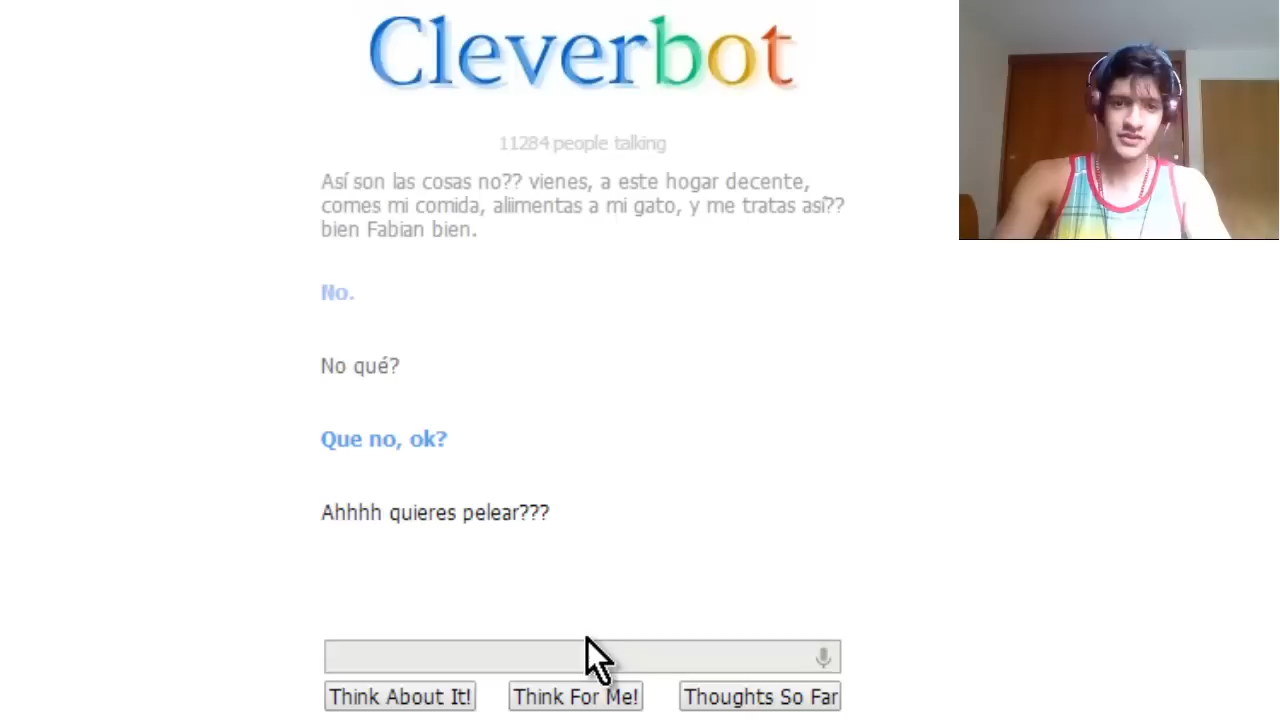 Cleverbot
11284 people talking
Así son las cosas no?? vienes, a este hogar decente,
comes mi comida, aliimentas a mi gato, y me tratas así??
bien Fabian bien.
No.
No qué?
Que no, ok?
Ahhhh quieres pelear???
Think About It!
Think For Me!
Thoughts So Far